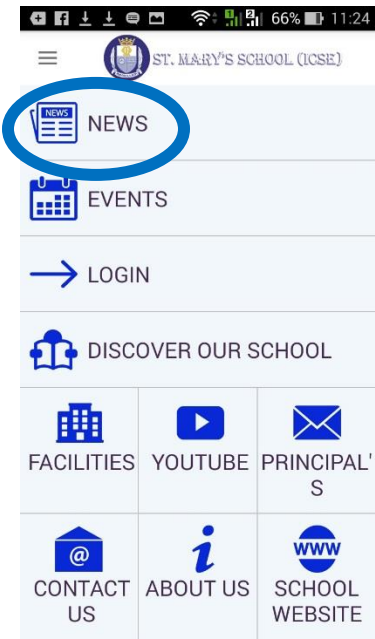 66% 11:24
ST. MARY'S SCHOOL (ICSE)
NEWS NEWS
EVENTS
LOGIN
DISCOVER OUR SCHOOL
FACILITIES YOUTUBE PRINCIPAL'
S
@ i WWW
CONTACT ABOUT US SCHOOL
US WEBSITE